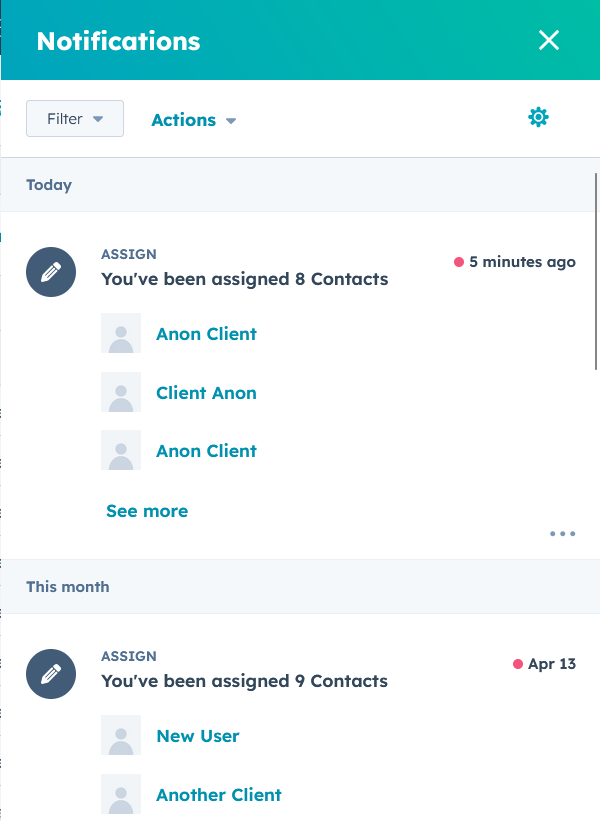 Notifications
Filter
Actions
Today
ASSIGN
You've been assigned 8 Contacts
5 minutes ago
Anon Client
Client Anon
Anon Client
See more
This month
ASSIGN
You've been assigned 9 Contacts
Apr 13
New User
Another Client